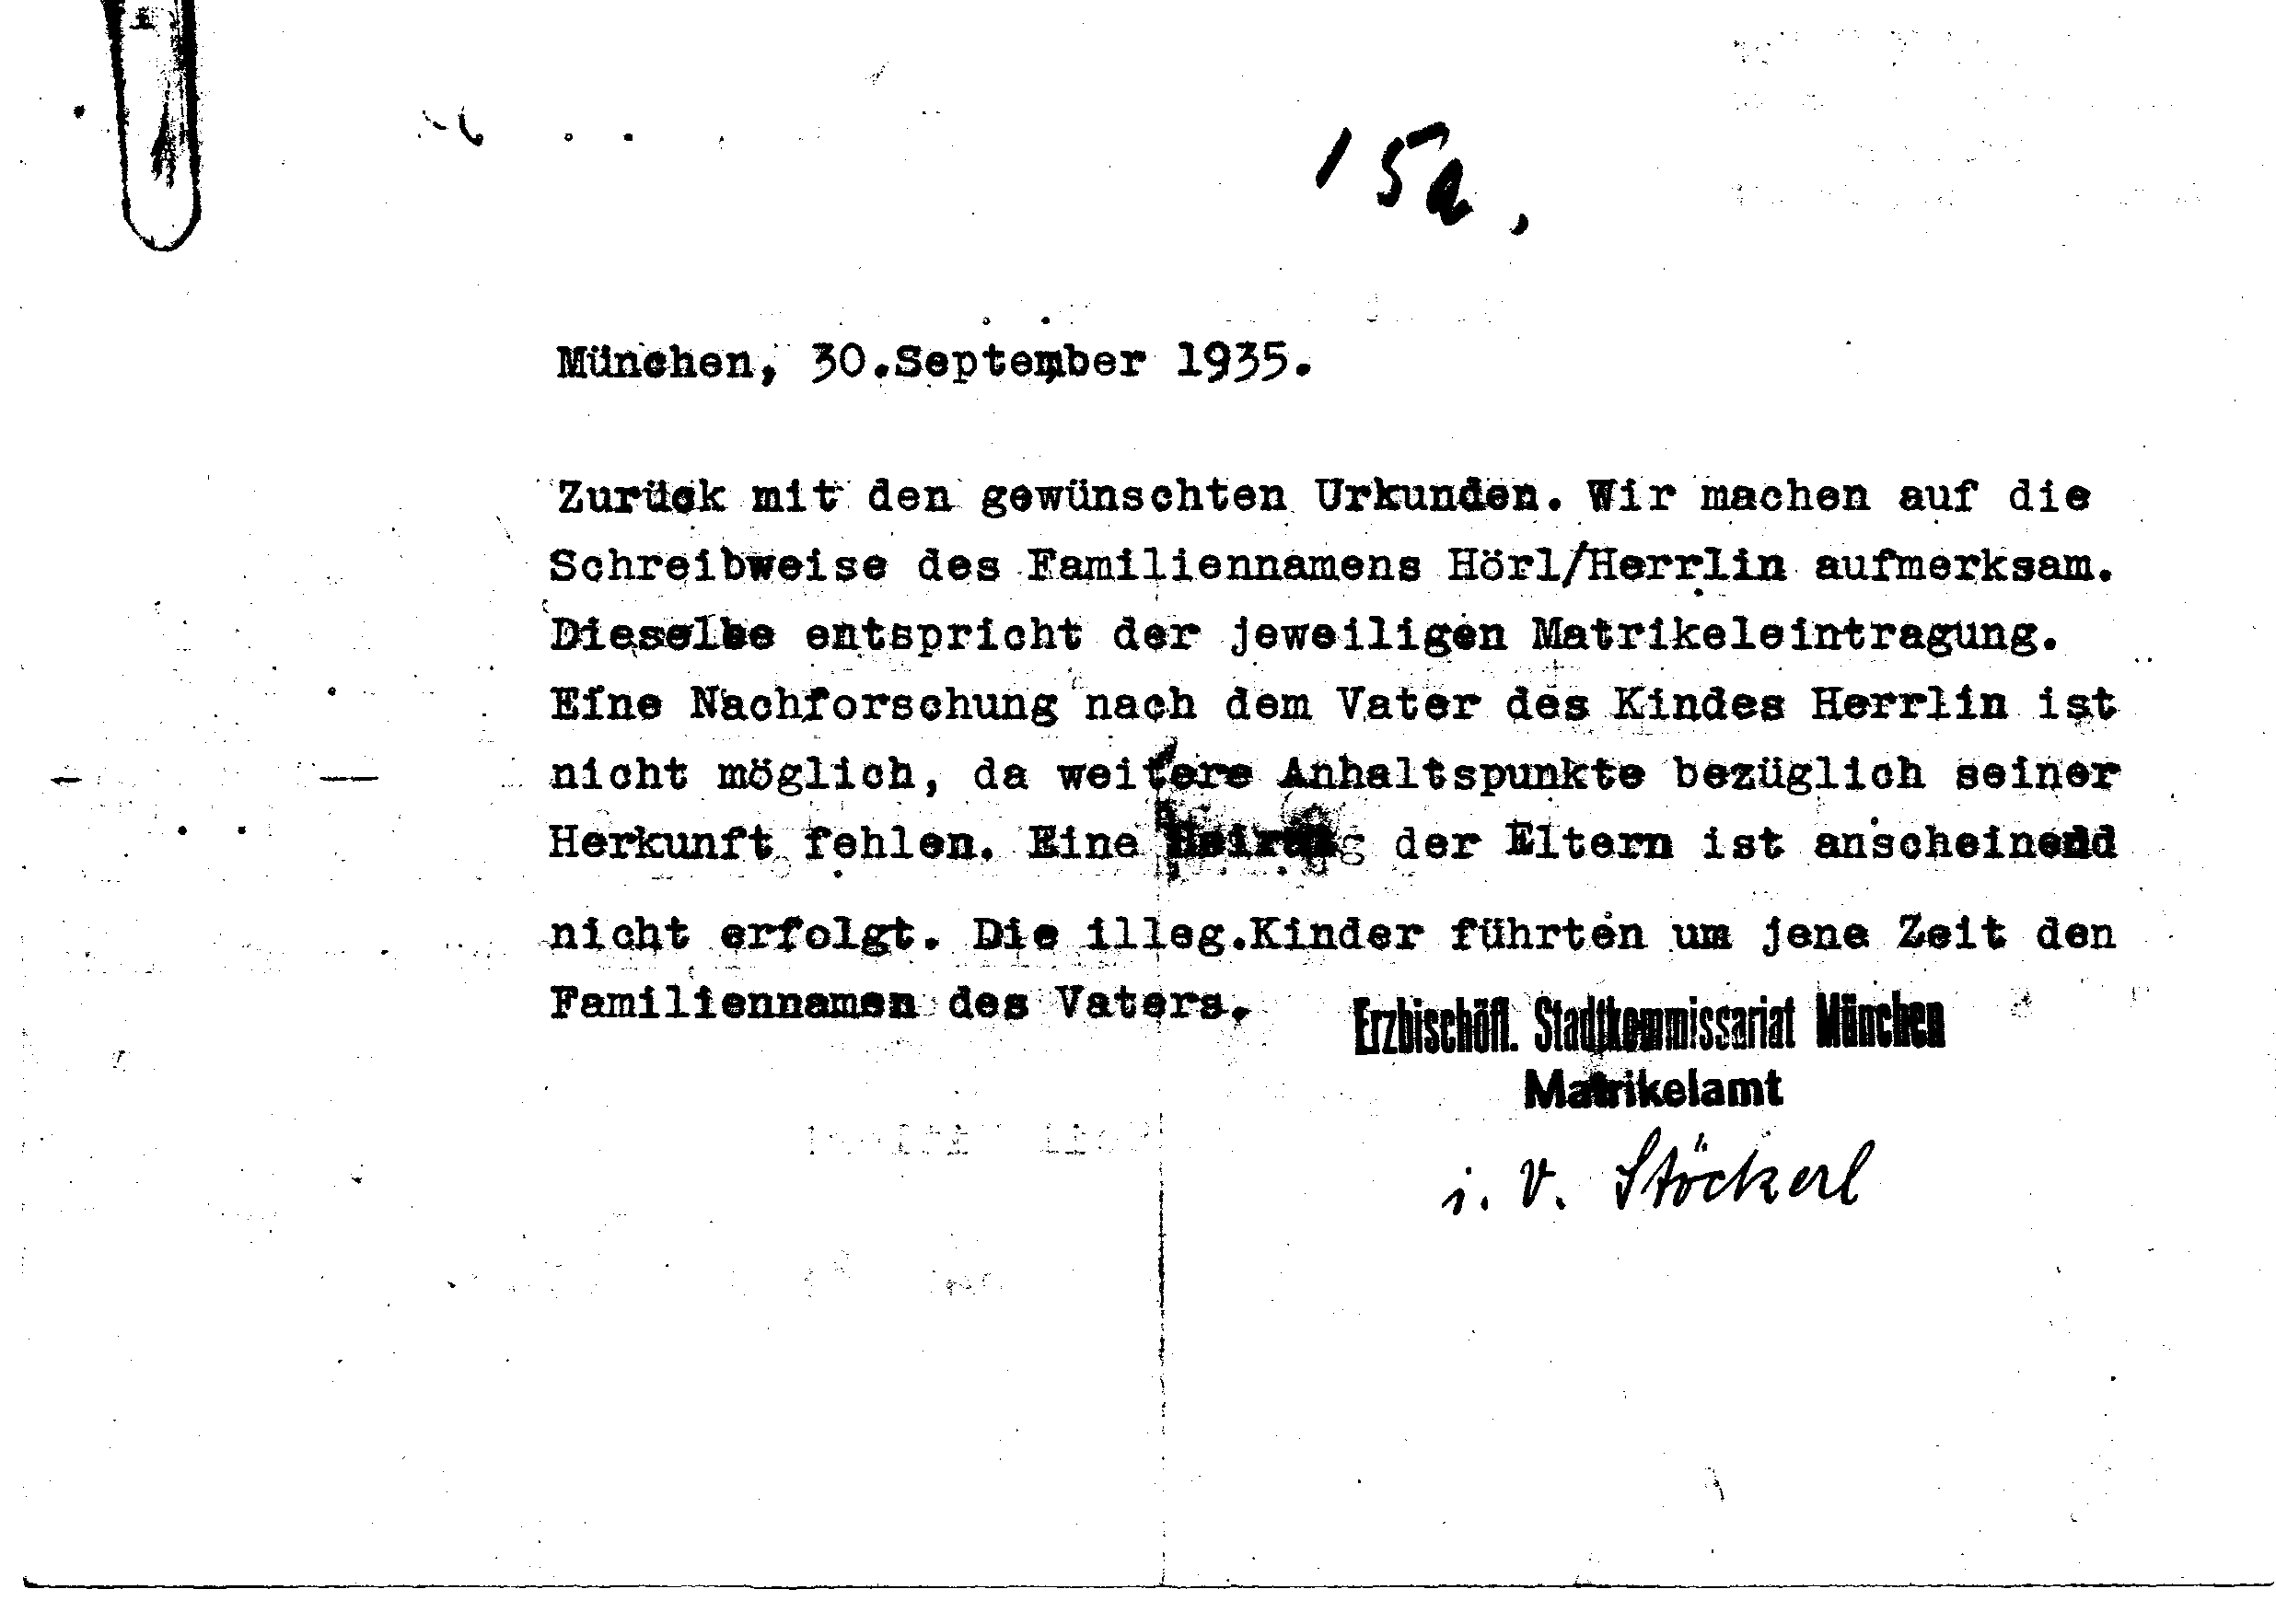 15a.
München, 30.September 1935.
Zurück mit den gewünschten Urkunden. Wir machen auf die
Schreibweise des Familiennamens Hörl/Herrlin aufmerksam.
Dieselbe entspricht der jeweiligen Matrikeleintragung.
Eine Nachforschung nach dem Vater des Kindes Herrlin ist
nicht möglich, da weitere Anhaltspunkte bezüglich seiner
Herkunft fehlen. Eine der Eltern ist anscheinend
nicht erfolgt. Die illeg.Kinder führten um jene Zeit den
Familiennamen des Vaters.
Erzbischöfl. Stadtkommissariat München
Matrikelamt
i. V. Stöckerl